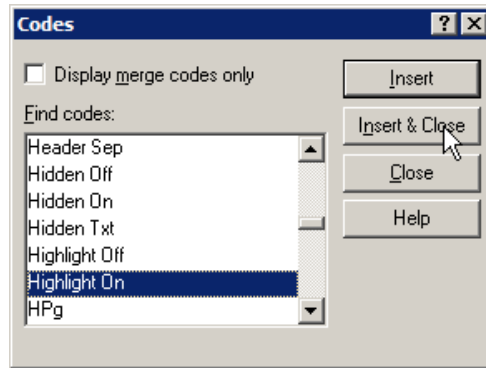 Codes
Display merge codes only
Find codes:
Header Sep
Hidden Off
Hidden On
Hidden Txt
Highlight Off
Highlight On
HPg
Insert
Insert & Close
Close
Help